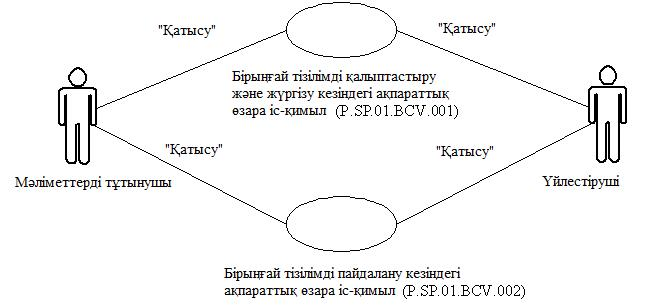 "Қатысу"
"Қатысу"
Бірыңғай тізілімді қалыптастыру
және жүргізу кезіндегі ақпараттық
өзара іс-қимыл (P.SP.01.BCV.001)
"Қатысу"
"Қатысу"
Мәліметтерді тұтынушы
Үйлестіруші
Бірыңғай тізілімді пайдалану кезіндегі
ақпараттық өзара іс-қимыл (P.SP.01.BCV.002)